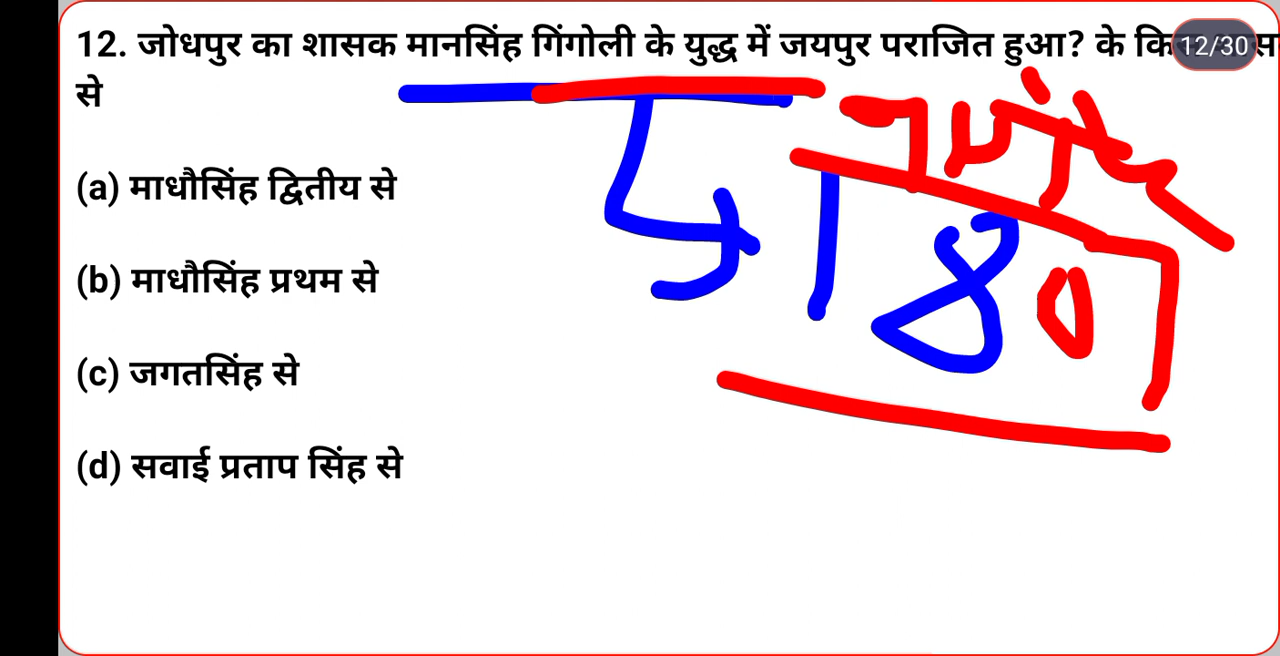 12. जोधपुर का शासक मानसिंह गिंगोली के युद्ध में जयपुर पराजित हुआ? के कि
12/30
से
(a) माधौसिंह द्वितीय से
(b) माधौसिंह प्रथम से
(c) जगतसिंह से
(d) सवाई प्रताप सिंह से
1807